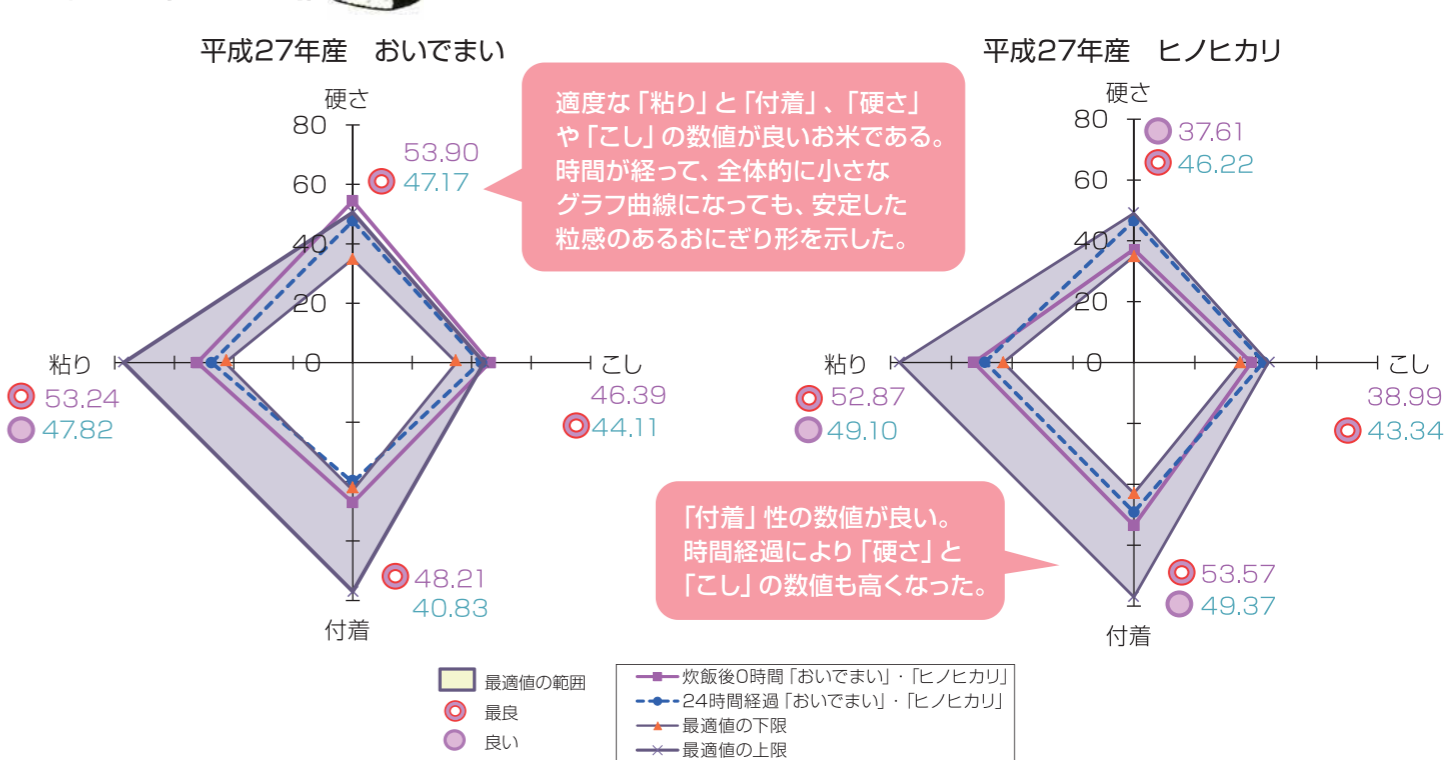 平成27年産　おいでまい
硬さ
80
60
40
20
0
53.90
47.17
粘り
53.24
47.82
こし
46.39
44.11
48.21
40.83
付着
適度な「粘り」と「付着」、「硬さ」
や「こし」の数値が良いお米である。
時間が経って、全体的に小さな
グラフ曲線になっても、安定した
粒感のあるおにぎり形を示した。
平成27年産　ヒノヒカリ
硬さ
80
60
40
20
0
37.61
46.22
粘り
52.87
49.10
こし
38.99
43.34
53.57
49.37
付着
「付着」性の数値が良い。
時間経過により「硬さ」と
「こし」の数値も高くなった。
最適値の範囲
最良
良い
炊飯後0時間「おいでまい」・「ヒノヒカリ」
24時間経過「おいでまい」・「ヒノヒカリ」
最適値の下限
最適値の上限